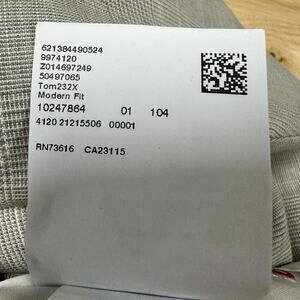 621384490524
9974120
Z014697249
50497065
Tom232X
Modern Fit
10247864 01 104
4120 21215506 00001
RN73616 CA23115